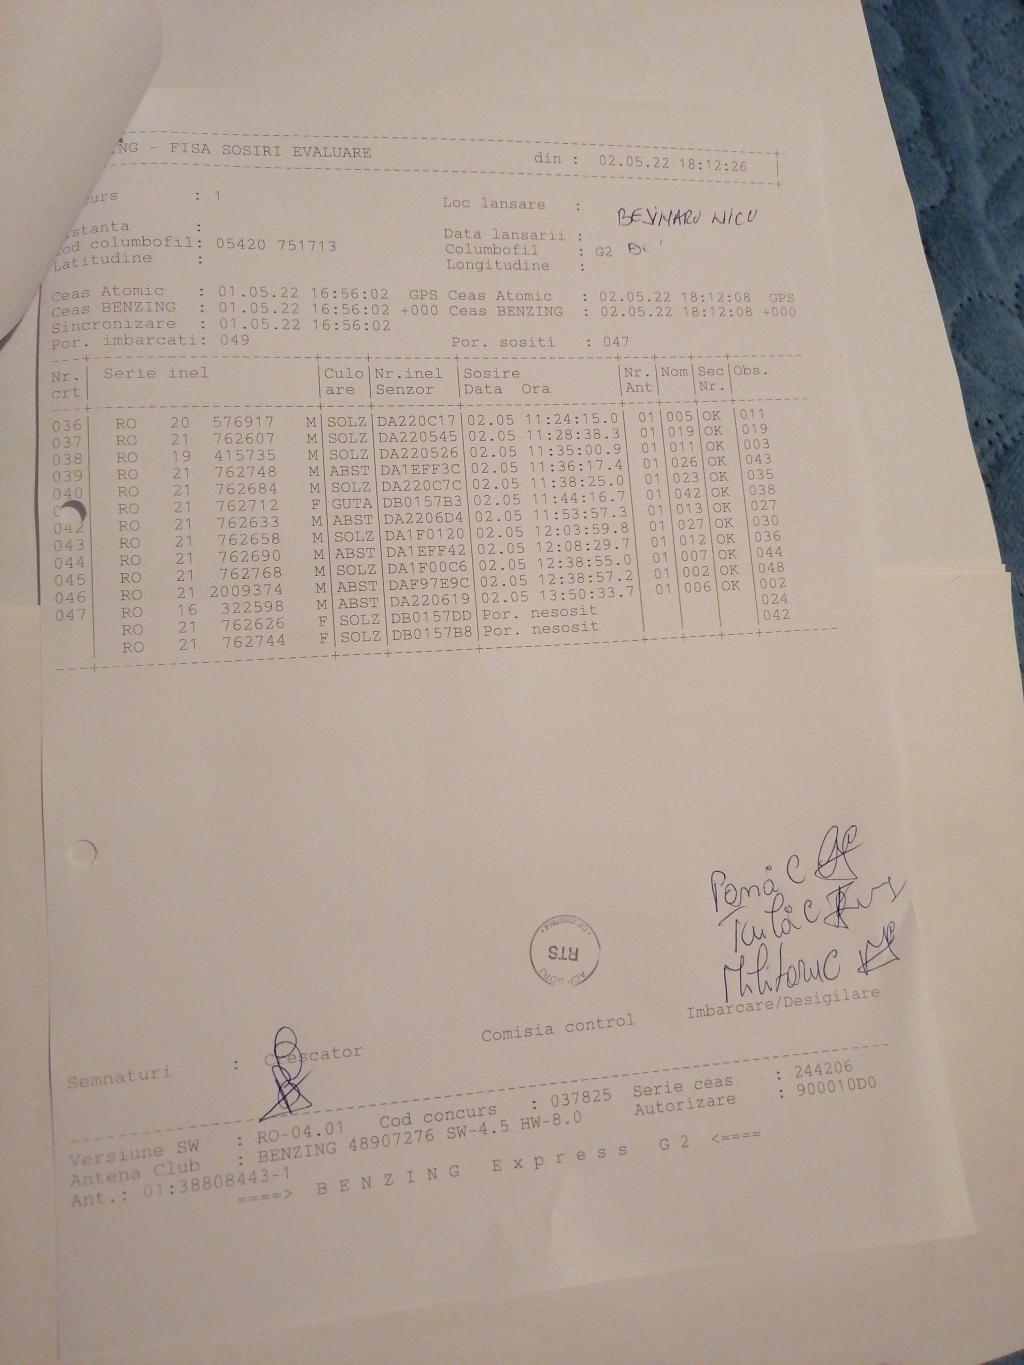 - FISA SOSIRI EVALUARE din : 02.05.22 18:12:26
: 1 Loc lansare :
BEJINARU NICU
: Data lansarii :
columbofil: 05420 751713 Columbofil : G2
Latitudine : Longitudine :
Ceas Atomic : 01.05.22 16:56:02 GPS Ceas Atomic : 02.05.22 18:12:08 GPS
Ceas BENZING : 01.05.22 16:56:02 +000 Ceas BENZING : 02.05.22 18:12:08 +000
Sincronizare : 01.05.22 16:56:02
Por. imbarcati: 049 Por. sositi : 047
Nr. Serie inel Culo Nr.inel Sosire Nr. Nom Sec Obs.
crt are Senzor Data Ora Ant Nr.
036 RO 20 576917 M SOLZ DA220C17 02.05 11:24:15.0 01 005 OK 011
037 RO 21 762607 M SOLZ DA220545 02.05 11:28:38.3 01 019 OK 019
038 RO 19 415735 M SOLZ DA220526 02.05 11:35:00.9 01 011 OK 003
039 RO 21 762748 M ABST DA1EFF3C 02.05 11:36:17.4 01 026 OK 043
040 RO 21 762684 M SOLZ DA220C7C 02.05 11:38:25.0 01 023 OK 035
RO 21 762712 F GUTA DB0157B3 02.05 11:44:16.7 01 042 OK 038
042 RO 21 762633 M ABST DA2206D4 02.05 11:53:57.3 01 013 OK 027
043 RO 21 762658 M SOLZ DA1F0120 02.05 12:03:59.8 01 027 OK 030
044 RO 21 762690 M ABST DA1EFF42 02.05 12:08:29.7 01 012 OK 036
045 RO 21 762768 M SOLZ DA1F00C6 02.05 12:38:55.0 01 007 OK 044
046 RO 21 2009374 M ABST DAF97E9C 02.05 12:38:57.2 01 002 OK 048
047 RO 16 322598 M ABST DA220619 02.05 13:50:33.7 01 006 OK 002
RO 21 762626 F SOLZ DB0157DD Por. nesosit 024
RO 21 762744 F SOLZ DB0157B8 Por. nesosit 042
Militaru C
RTS
Semnaturi : Crescator Comisia control Imbarcare/Desigilare
Versiune SW : RO-04.01 Cod concurs : 037825 Serie ceas : 244206
Antena Club : BENZING 48907276 SW-4.5 HW-8.0 Autorizare : 900010D0
Ant.: 01:38808443-1
====> BENZING Express G2 <====